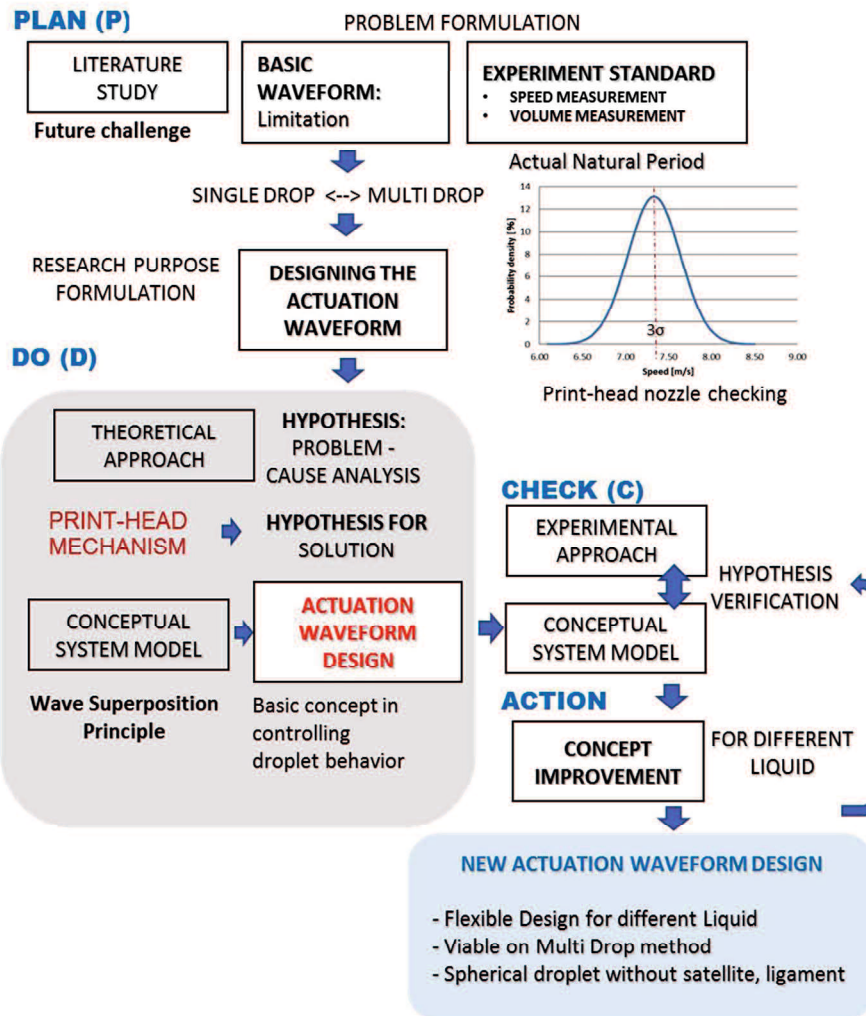 PLAN (P)
PROBLEM FORMULATION
LITERATURE
STUDY
Future challenge
BASIC
WAVEFORM:
Limitation
EXPERIMENT STANDARD
• SPEED MEASUREMENT
• VOLUME MEASUREMENT
SINGLE DROP <--> MULTI DROP
RESEARCH PURPOSE
FORMULATION
DESIGNING THE
ACTUATION
WAVEFORM
Actual Natural Period
Probability density [%]
14
12
10
8
6
4
2
0
3σ
6.00 7.00 7.50 8.00 9.00
Speed [m/s]
Print-head nozzle checking
DO (D)
THEORETICAL
APPROACH
HYPOTHESIS:
PROBLEM -
CAUSE ANALYSIS
PRINT-HEAD
MECHANISM
HYPOTHESIS FOR
SOLUTION
CONCEPTUAL
SYSTEM MODEL
Wave Superposition
Principle
ACTUATION
WAVEFORM
DESIGN
Basic concept in
controlling
droplet behavior
CHECK (C)
EXPERIMENTAL
APPROACH
HYPOTHESIS
VERIFICATION
CONCEPTUAL
SYSTEM MODEL
ACTION
CONCEPT
IMPROVEMENT
FOR DIFFERENT
LIQUID
NEW ACTUATION WAVEFORM DESIGN
- Flexible Design for different Liquid
- Viable on Multi Drop method
- Spherical droplet without satellite, ligament